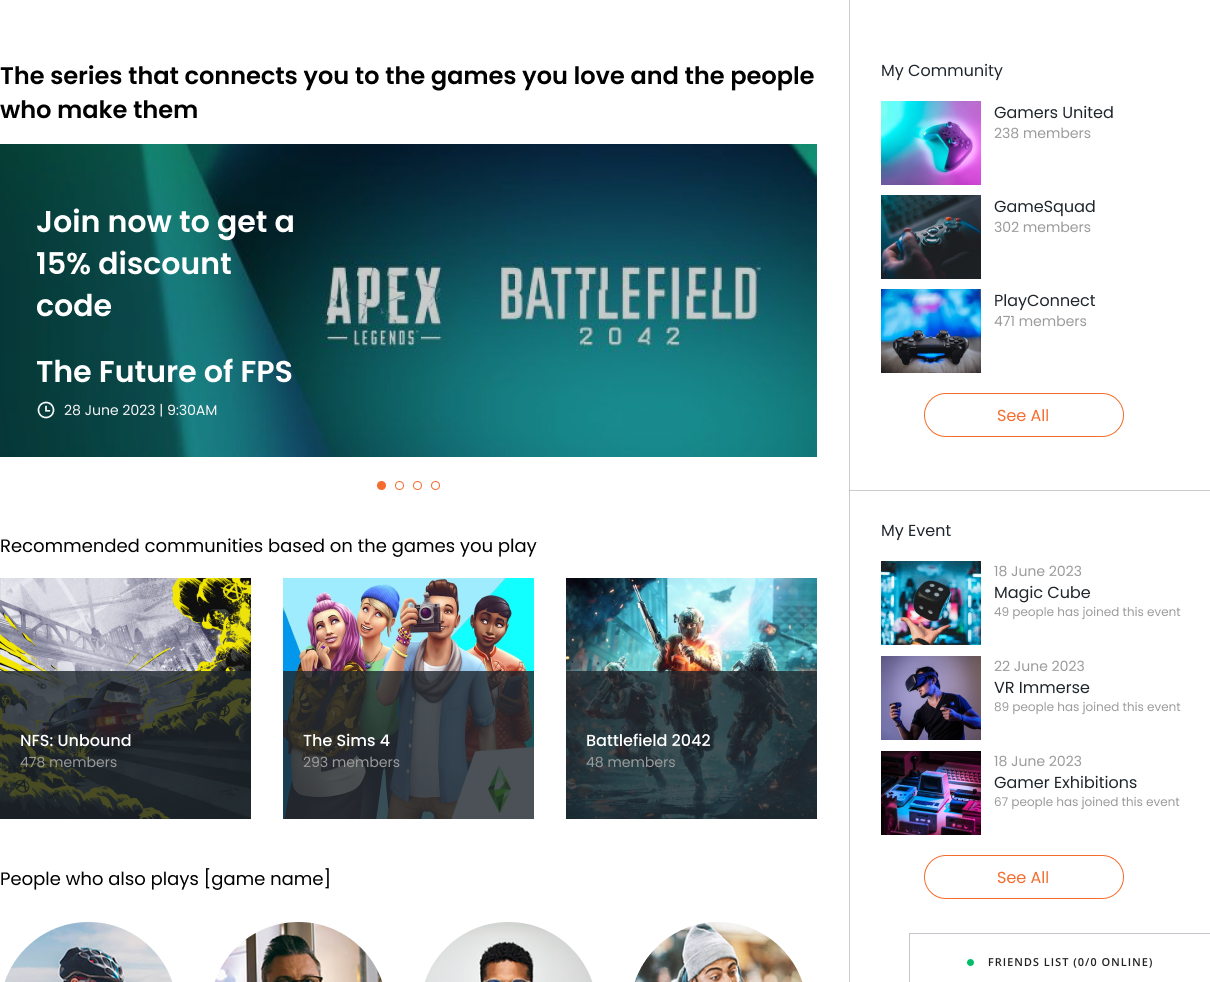 The series that connects you to the games you love and the people
who make them
Join now to get a
15% discount
code
The Future of FPS
28 June 2023 | 9:30AM
APEX
LEGENDS
BATTLEFIELD
2042
Recommended communities based on the games you play
NFS: Unbound
478 members
The Sims 4
293 members
Battlefield 2042
48 members
People who also plays [game name]
My Community
Gamers United
238 members
GameSquad
302 members
PlayConnect
471 members
See All
My Event
18 June 2023
Magic Cube
49 people has joined this event
22 June 2023
VR Immerse
89 people has joined this event
18 June 2023
Gamer Exhibitions
67 people has joined this event
See All
FRIENDS LIST (0/0 ONLINE)